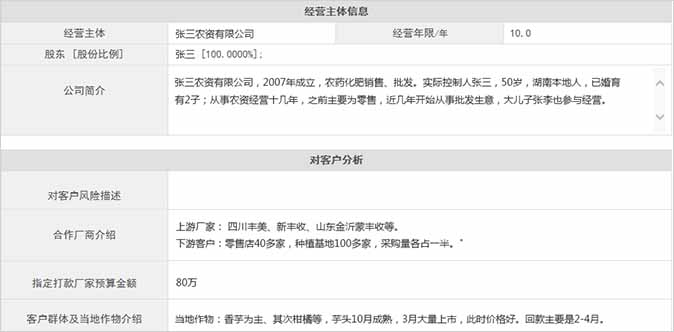 经营主体信息
经营主体 张三农资有限公司 经营年限/年 10.0
股东 [股份比例] 张三 [100.0000%];
公司简介
张三农资有限公司，2007年成立，农药化肥销售、批发。实际控制人张三，50岁，湖南本地人，已婚育
有2子；从事农资经营十几年，之前主要为零售，近几年开始从事批发生意，大儿子张李也参与经营。
对客户分析
对客户风险描述
合作厂商介绍
上游厂家： 四川丰美、新丰收、山东金沂蒙丰收等。
下游客户：零售店40多家，种植基地100多家，采购量各占一半。"
指定打款厂家预算金额 80万
客户群体及当地作物介绍 当地作物：香芋为主、其次柑橘等，芋头10月成熟，3月大量上市，此时价格好。回款主要是2-4月。